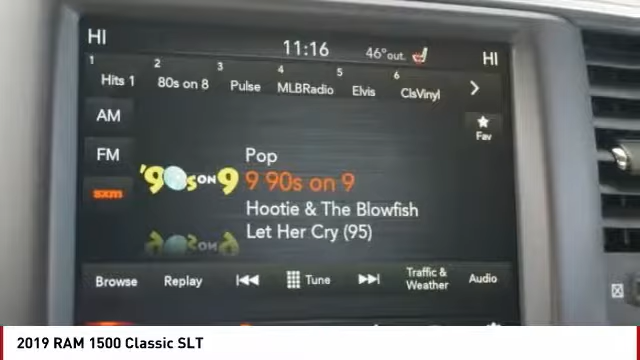 HI 11:16 46°out. HI
1 2 3 4 5 6
Hits 1 80s on 8 Pulse MLBRadio Elvis ClsVinyl
AM
Fav
FM
Pop
sxm '90s ON 9 9 90s on 9
Hootie & The Blowfish
Let Her Cry (95)
Browse Replay Tune Traffic & Weather Audio
2019 RAM 1500 Classic SLT